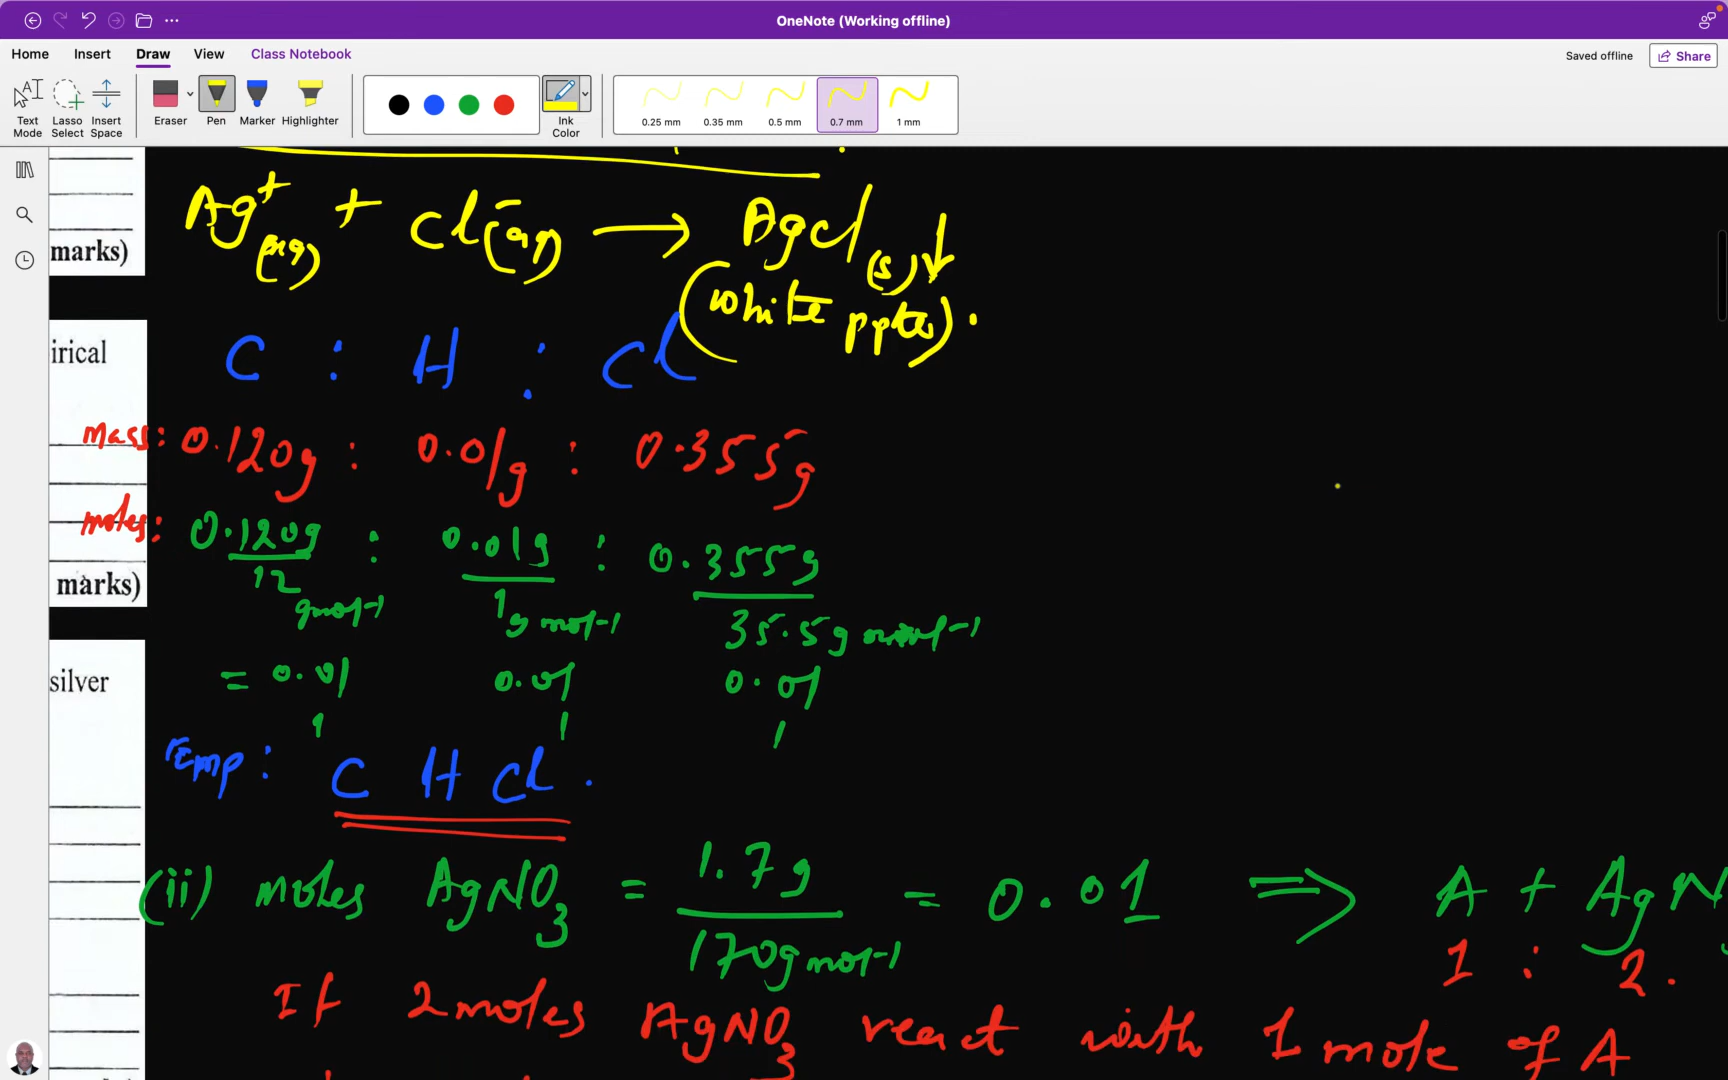 OneNote (Working offline)
Home Insert Draw View Class Notebook Saved offline Share
Text Mode Lasso Select Insert Space Eraser Pen Marker Highlighter Ink Color 0.25 mm 0.35 mm 0.5 mm 0.7 mm 1 mm
Ag+(aq) + Cl-(aq) → AgCl(s)↓
marks)
(white ppte).
irical
C : H : Cl
mass: 0.120g : 0.01g : 0.355g
moles: 0.120g : 0.01g : 0.355g
12 gmol-1 1g mol-1 35.5g mol-1
marks)
= 0.01 0.01 0.01
silver
1 1 1
Emp: C H Cl.
(ii) moles AgNO3 = 1.7g / 170gmol-1 = 0.01 ⇒ A + AgN
1 : 2.
If 2moles AgNO3 react with 1 mole of A